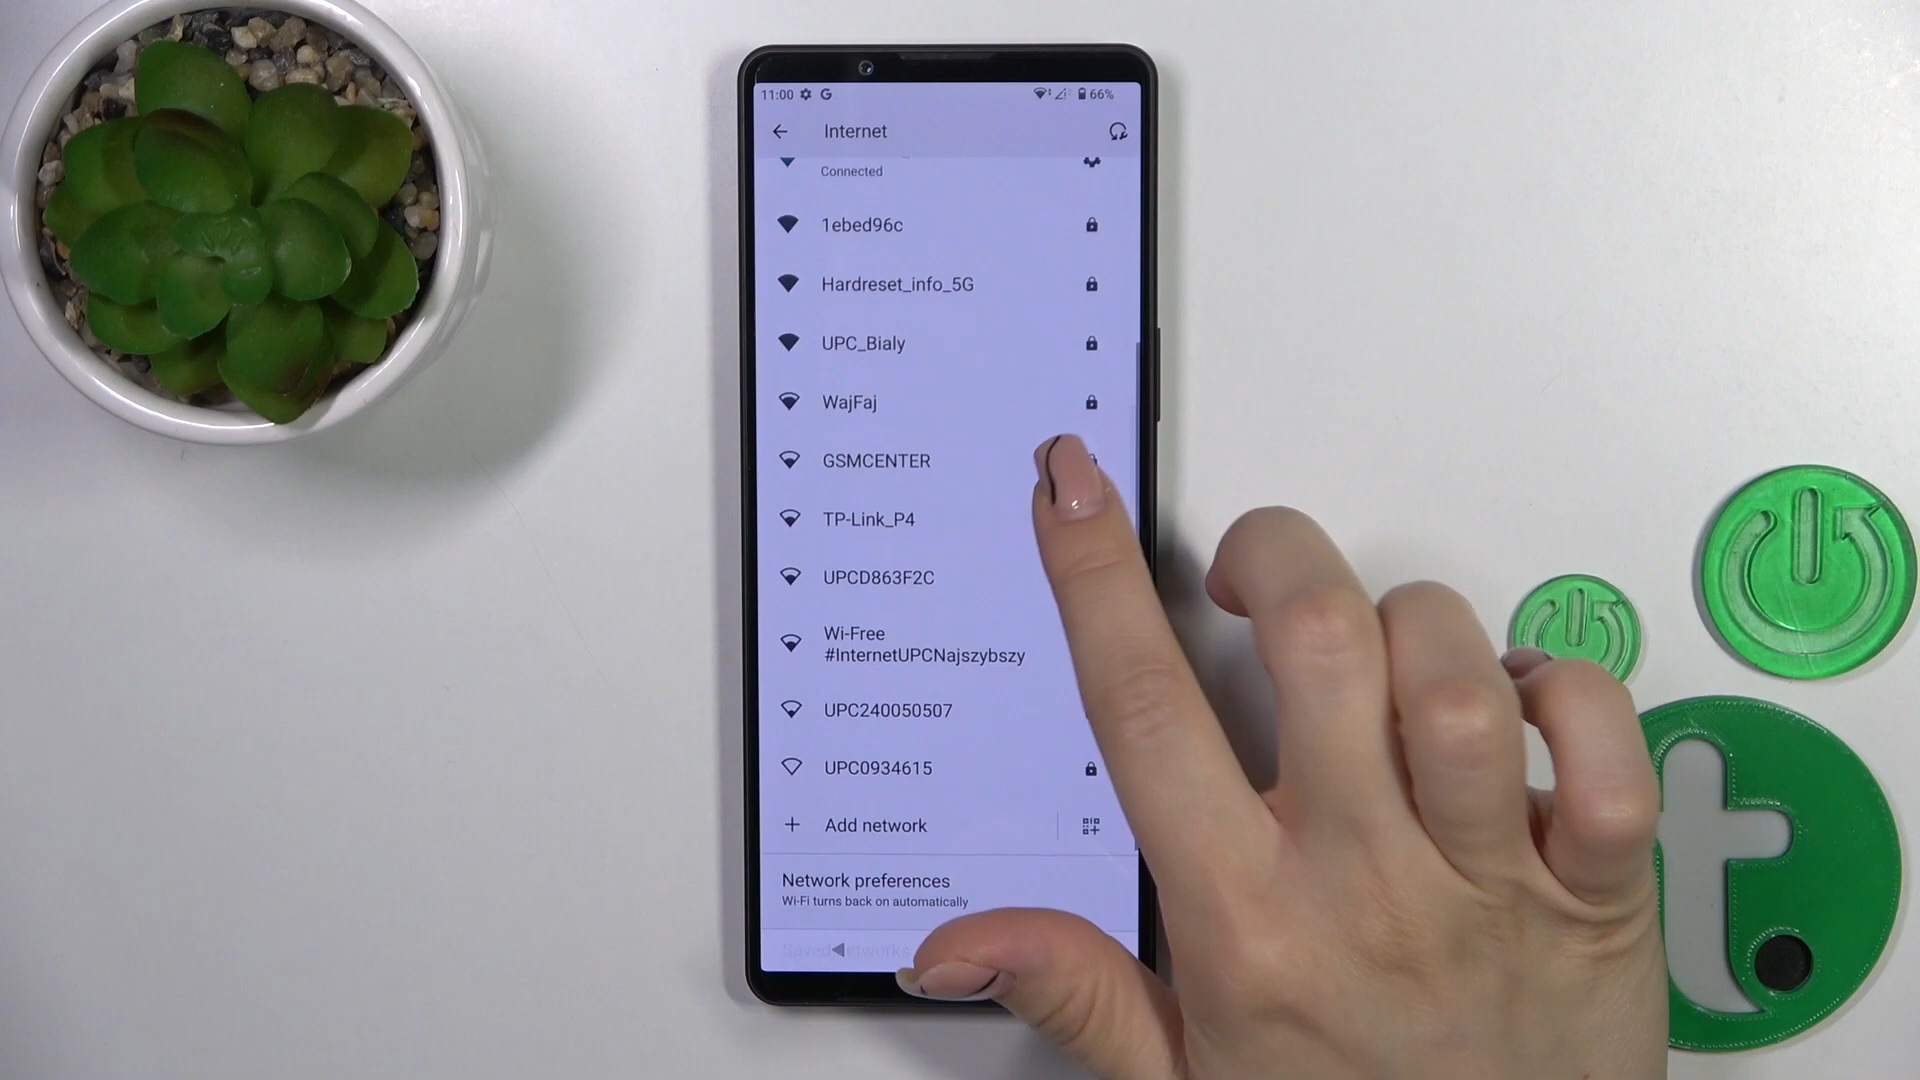 11:00 G 66%
Internet
Connected
1ebed96c
Hardreset_info_5G
UPC_Bialy
WajFaj
GSMCENTER
TP-Link_P4
UPCD863F2C
Wi-Free
#InternetUPCNajszybszy
UPC240050507
UPC0934615
Add network
Network preferences
Wi-Fi turns back on automatically
Saved networks